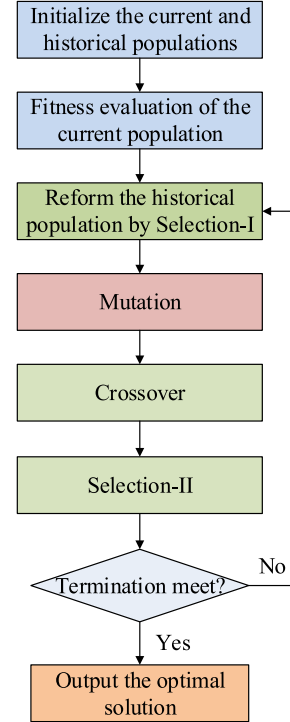 Initialize the current and
historical populations
Fitness evaluation of the
current population
Reform the historical
population by Selection-I
Mutation
Crossover
Selection-II
Termination meet?
No
Yes
Output the optimal
solution